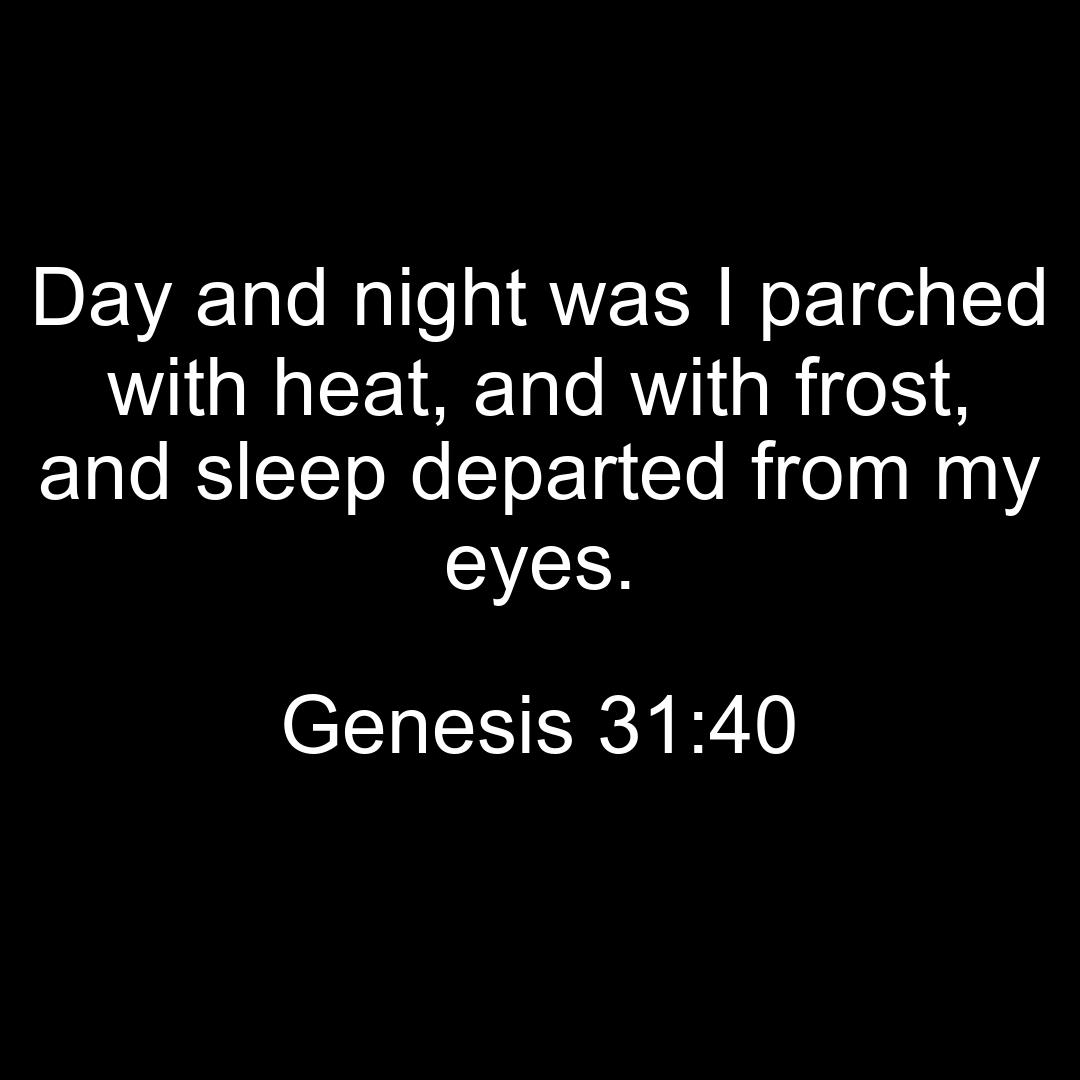 Day and night was I parched
with heat, and with frost,
and sleep departed from my
eyes.
Genesis 31:40